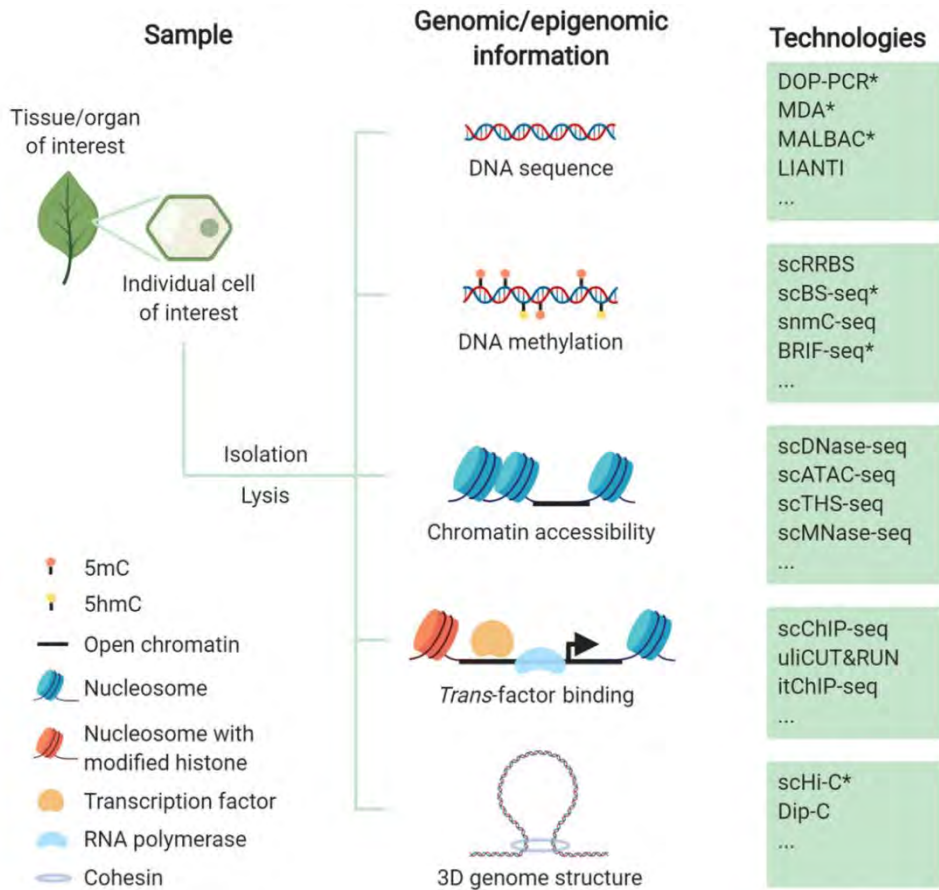 Sample
Genomic/epigenomic
information
Technologies
Tissue/organ
of interest
Individual cell
of interest
Isolation
Lysis
DNA sequence
DOP-PCR*
MDA*
MALBAC*
LIANTI
...
DNA methylation
scRRBS
scBS-seq*
snmC-seq
BRIF-seq*
...
Chromatin accessibility
scDNase-seq
scATAC-seq
scTHS-seq
scMNase-seq
...
Trans-factor binding
scChIP-seq
uliCUT&RUN
itChIP-seq
...
3D genome structure
scHi-C*
Dip-C
...
5mC
5hmC
Open chromatin
Nucleosome
Nucleosome with
modified histone
Transcription factor
RNA polymerase
Cohesin